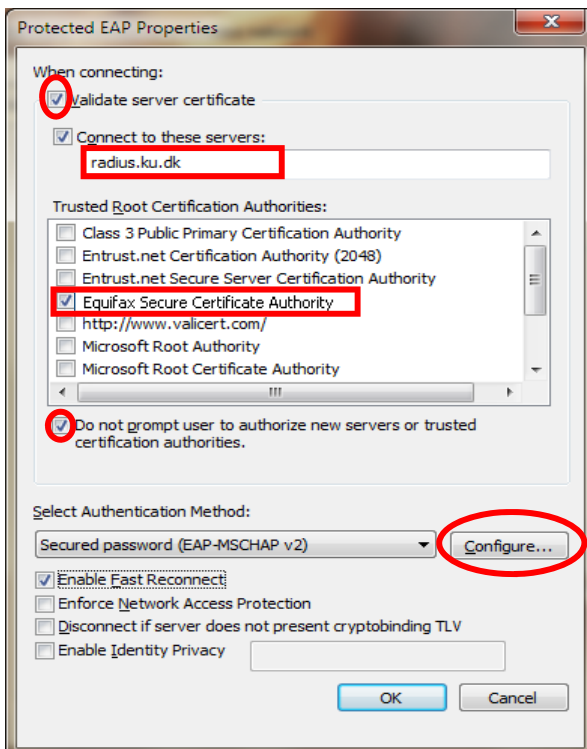 Protected EAP Properties
When connecting:
Validate server certificate
Connect to these servers:
radius.ku.dk
Trusted Root Certification Authorities:
Class 3 Public Primary Certification Authority
Entrust.net Certification Authority (2048)
Entrust.net Secure Server Certification Authority
Equifax Secure Certificate Authority
http://www.valicert.com/
Microsoft Root Authority
Microsoft Root Certificate Authority
Do not prompt user to authorize new servers or trusted
certification authorities.
Select Authentication Method:
Secured password (EAP-MSCHAP v2)
Configure...
Enable Fast Reconnect
Enforce Network Access Protection
Disconnect if server does not present cryptobinding TLV
Enable Identity Privacy
OK
Cancel